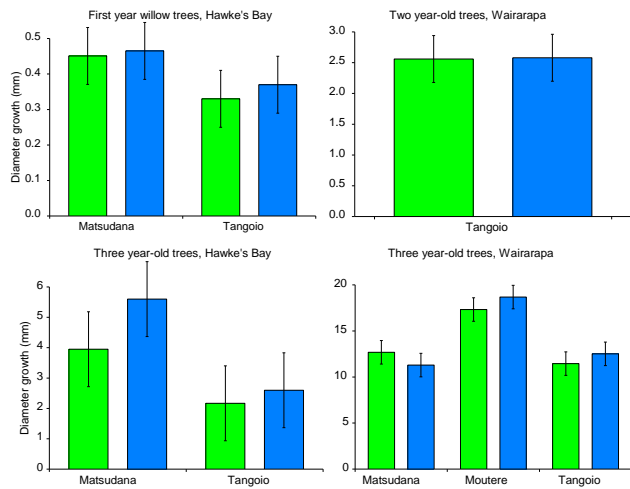 First year willow trees, Hawke's Bay
Diameter growth (mm)
0.5
0.4
0.3
0.2
0.1
0.0
Matsudana
Tangoio
Two year-old trees, Wairarapa
3.0
2.5
2.0
1.5
1.0
0.5
0.0
Tangoio
Three year-old trees, Hawke's Bay
Diameter growth (mm)
6
5
4
3
2
1
0
Matsudana
Tangoio
Three year-old trees, Wairarapa
20
15
10
5
0
Matsudana
Moutere
Tangoio